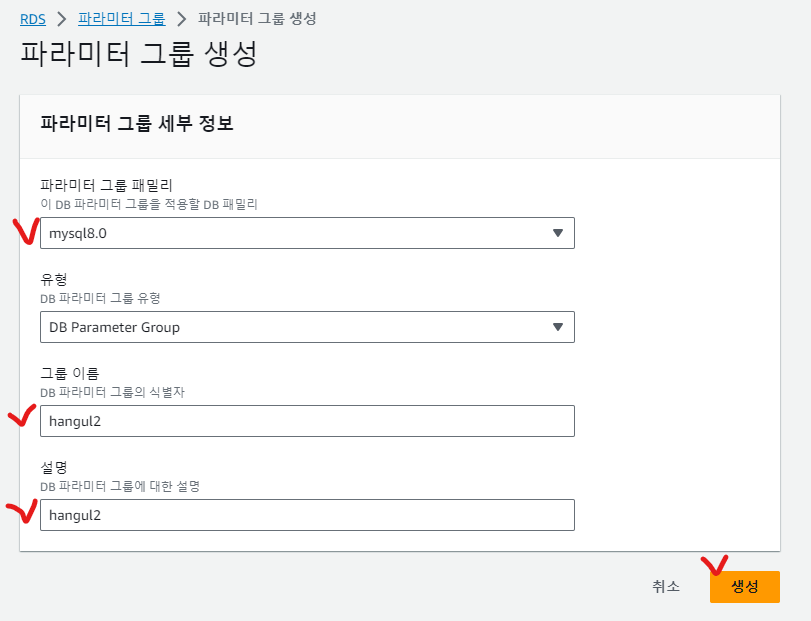 RDS > 파라미터 그룹 > 파라미터 그룹 생성
파라미터 그룹 생성
파라미터 그룹 세부 정보
파라미터 그룹 패밀리
이 DB 파라미터 그룹을 적용할 DB 패밀리
mysql8.0
유형
DB 파라미터 그룹 유형
DB Parameter Group
그룹 이름
DB 파라미터 그룹의 식별자
hangul2
설명
DB 파라미터 그룹에 대한 설명
hangul2
취소 생성